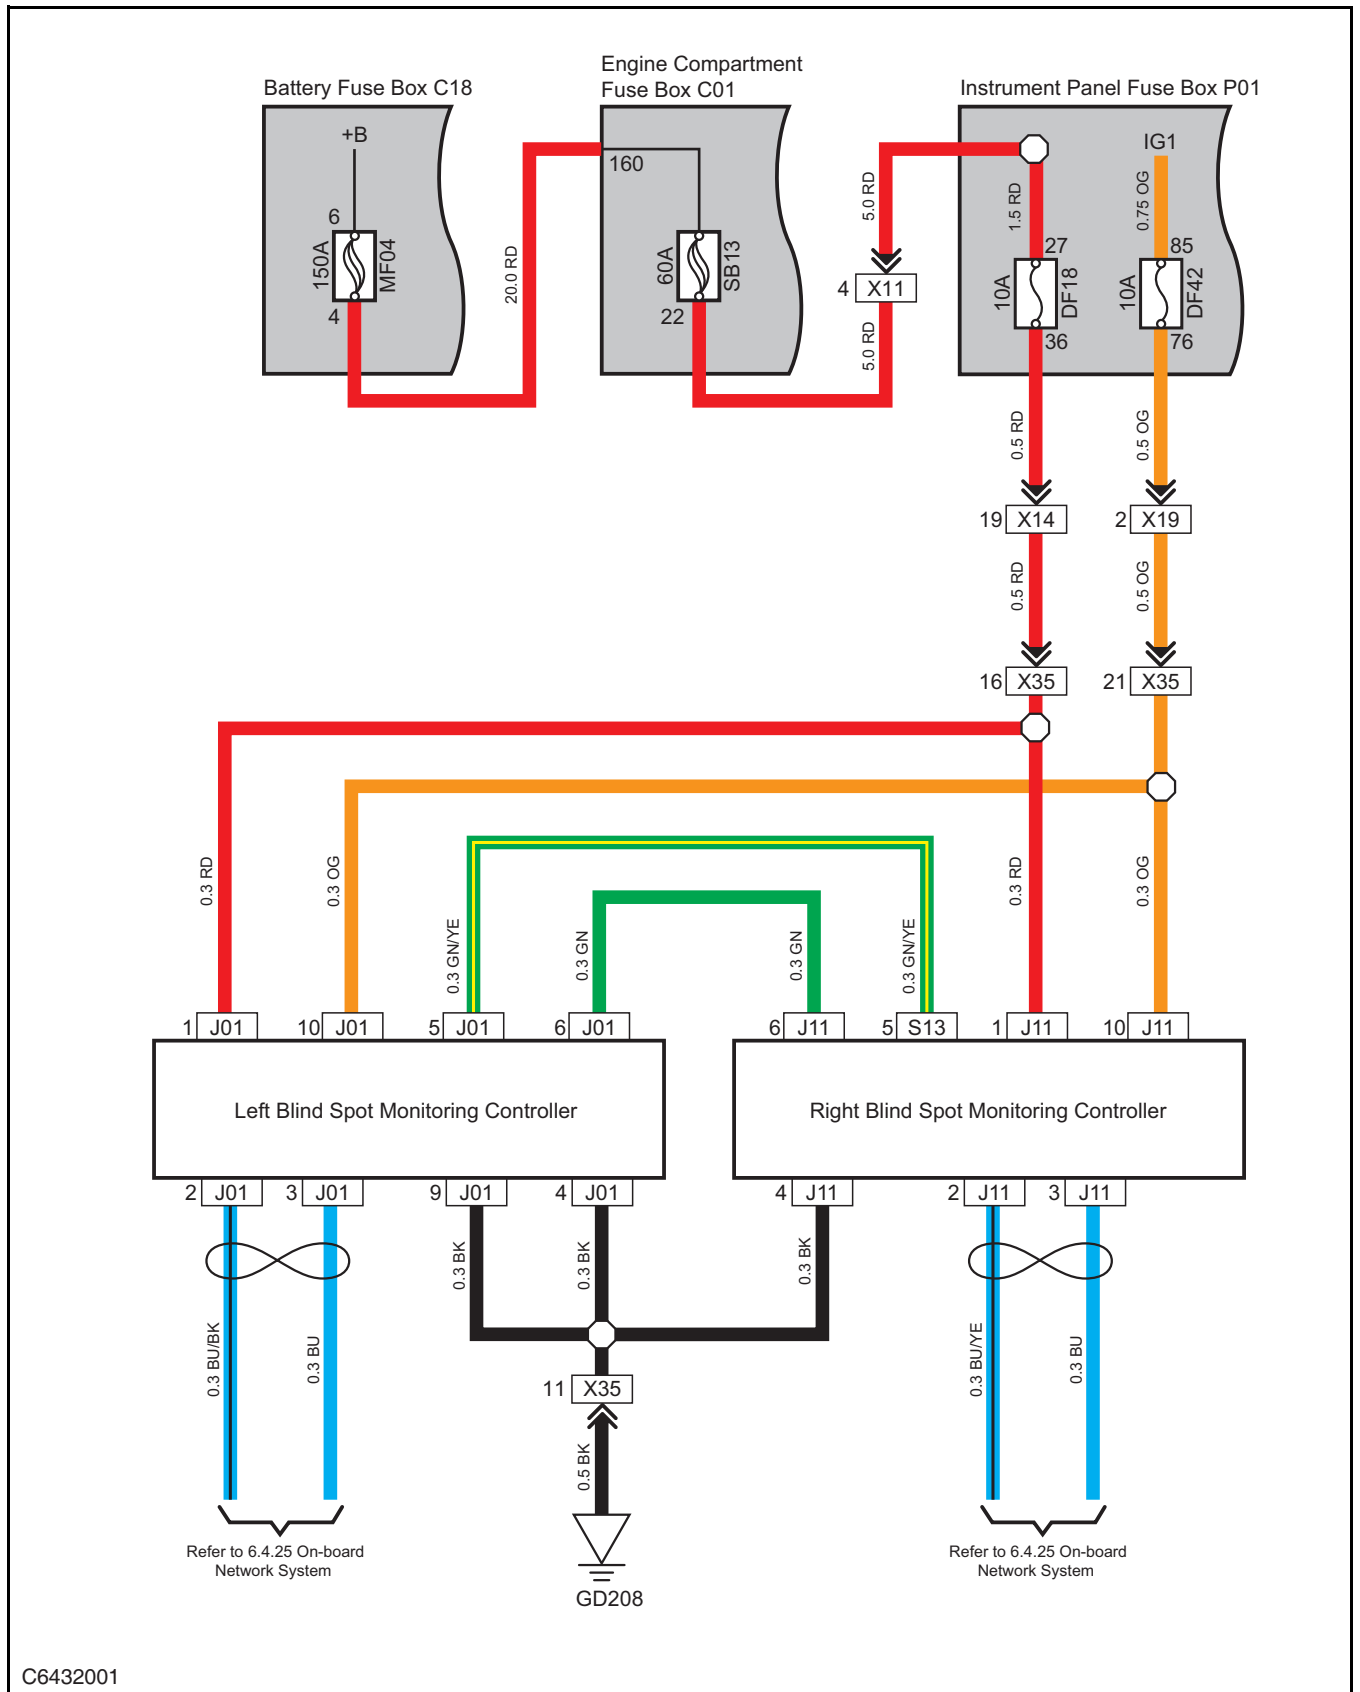 Battery Fuse Box C18
Engine Compartment
Fuse Box C01
Instrument Panel Fuse Box P01
+B
6
150A
MF04
4
20.0 RD
160
60A
SB13
22
5.0 RD
4 X11
5.0 RD
1.5 RD
27
10A
DF18
36
IG1
0.75 OG
85
10A
DF42
76
0.5 RD
0.5 OG
19 X14
2 X19
0.5 RD
0.5 OG
16 X35
21 X35
0.3 RD
0.3 OG
0.3 GN/YE
0.3 GN
0.3 GN
0.3 GN/YE
0.3 RD
0.3 OG
1 J01
10 J01
5 J01
6 J01
6 J11
5 S13
1 J11
10 J11
Left Blind Spot Monitoring Controller
Right Blind Spot Monitoring Controller
2 J01
3 J01
9 J01
4 J01
4 J11
2 J11
3 J11
0.3 BU/BK
0.3 BU
0.3 BK
0.3 BK
0.3 BK
0.3 BU/YE
0.3 BU
11 X35
0.5 BK
Refer to 6.4.25 On-board
Network System
GD208
Refer to 6.4.25 On-board
Network System
C6432001